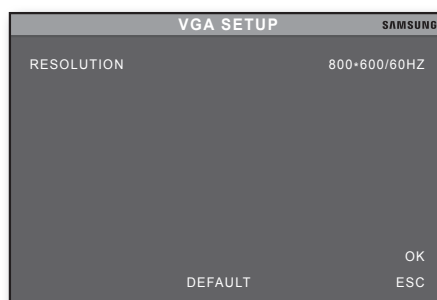 VGA SETUP SAMSUNG
RESOLUTION 800*600/60HZ
OK
DEFAULT ESC